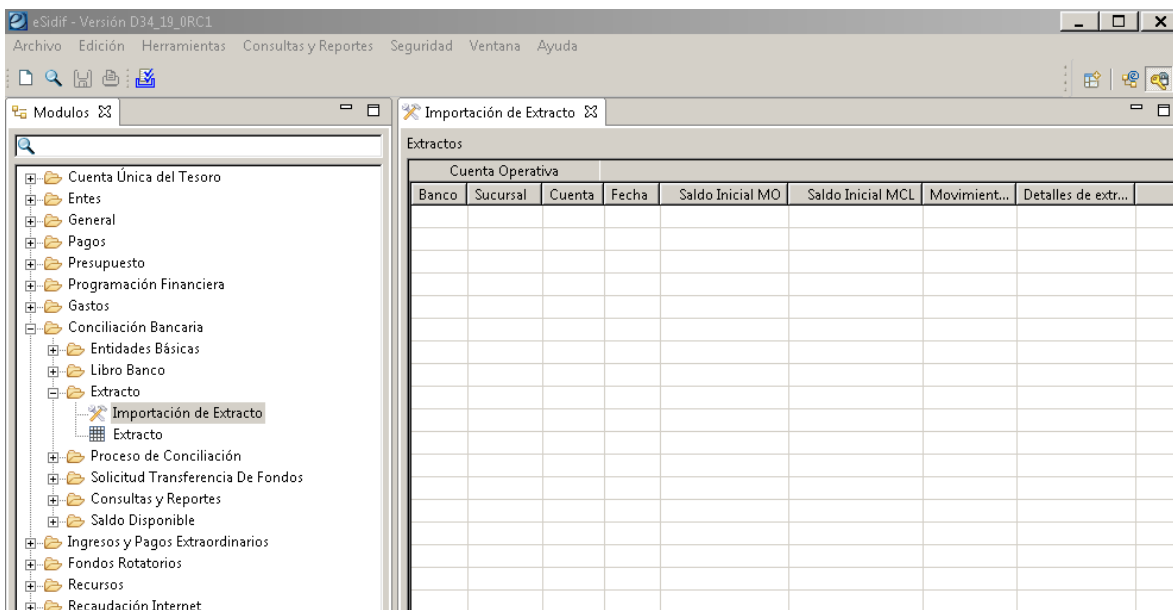 eSidif - Versión D34_19_0RC1
Archivo Edición Herramientas Consultas y Reportes Seguridad Ventana Ayuda
Modulos
Cuenta Única del Tesoro
Entes
General
Pagos
Presupuesto
Programación Financiera
Gastos
Conciliación Bancaria
Entidades Básicas
Libro Banco
Extracto
Importación de Extracto
Extracto
Proceso de Conciliación
Solicitud Transferencia De Fondos
Consultas y Reportes
Saldo Disponible
Ingresos y Pagos Extraordinarios
Fondos Rotatorios
Recursos
Recaudación Internet
Importación de Extracto
Extractos
Cuenta Operativa
Banco Sucursal Cuenta Fecha Saldo Inicial MO Saldo Inicial MCL Movimient... Detalles de extr...